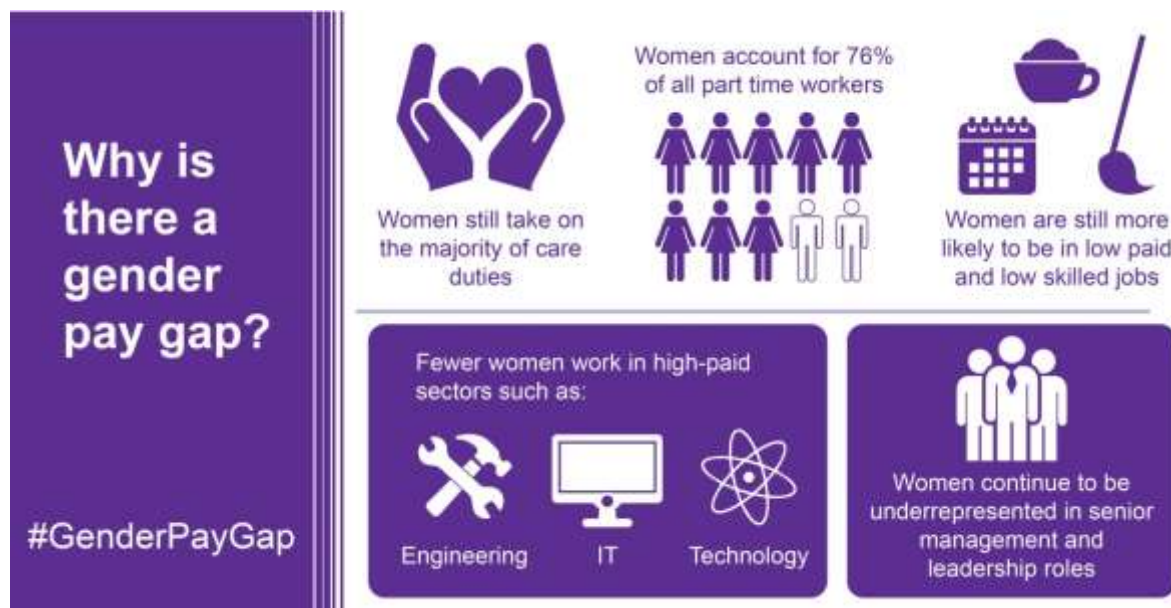 Why is
there a
gender
pay gap?
#GenderPayGap
Women still take on
the majority of care
duties
Women account for 76%
of all part time workers
Women are still more
likely to be in low paid
and low skilled jobs
Fewer women work in high-paid
sectors such as:
Engineering
IT
Technology
Women continue to be
underrepresented in senior
management and
leadership roles